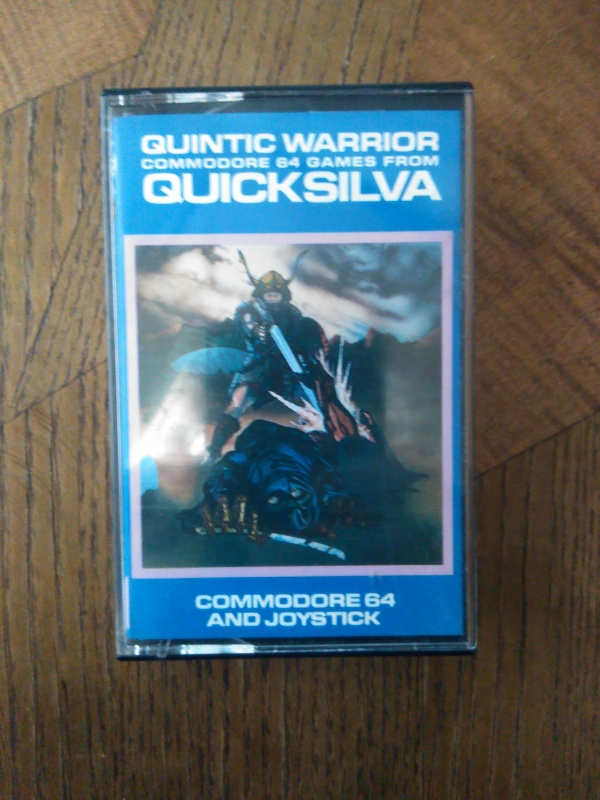 QUINTIC WARRIOR
COMMODORE 64 GAMES FROM
QUICKSILVA
COMMODORE 64
AND JOYSTICK